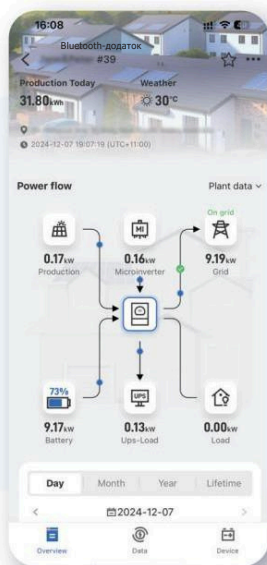 16:08
Bluetooth-додаток
#39
Production Today
Weather
31.80kWh
30°C
2024-12-07 19:07:19 (UTC+11:00)
Power flow
Plant data
On grid
MI
0.17kW
0.16kW
9.19kW
Production
Microinverter
Grid
73%
UPS
9.17kW
0.13kW
0.00kW
Battery
Ups-Load
Load
Day
Month
Year
Lifetime
2024-12-07
Overview
Data
Device